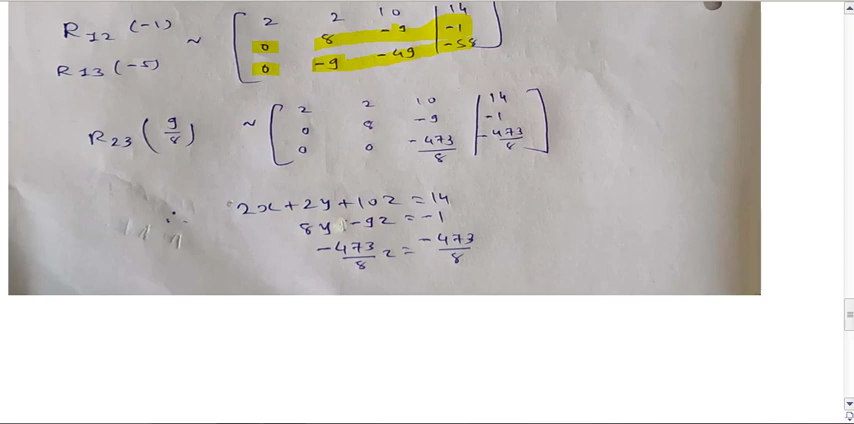 R12 (-1) ~ [ 2 2 10 | 14
0 8 -9 | -1
R13 (-5) 0 -9 -49 | -58 ]
R23 (9/8) ~ [ 2 2 10 | 14
0 8 -9 | -1
0 0 -473/8 | -473/8 ]
∴ 2x+2y+10z = 14
8y -9z = -1
-473/8 z = -473/8